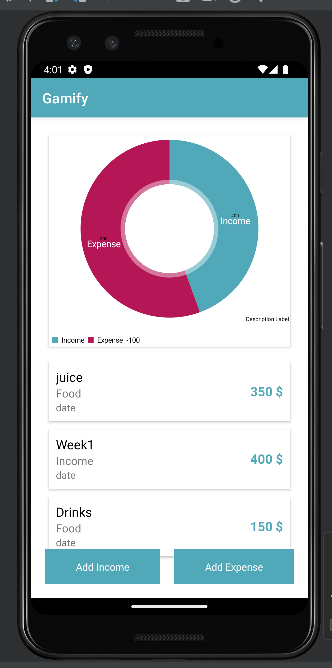 4:01
Gamify
Income
Expense
Description Label
Income Expense -100
juice
Food
350 $
date
Week1
Income
400 $
date
Drinks
Food
150 $
date
Add Income
Add Expense